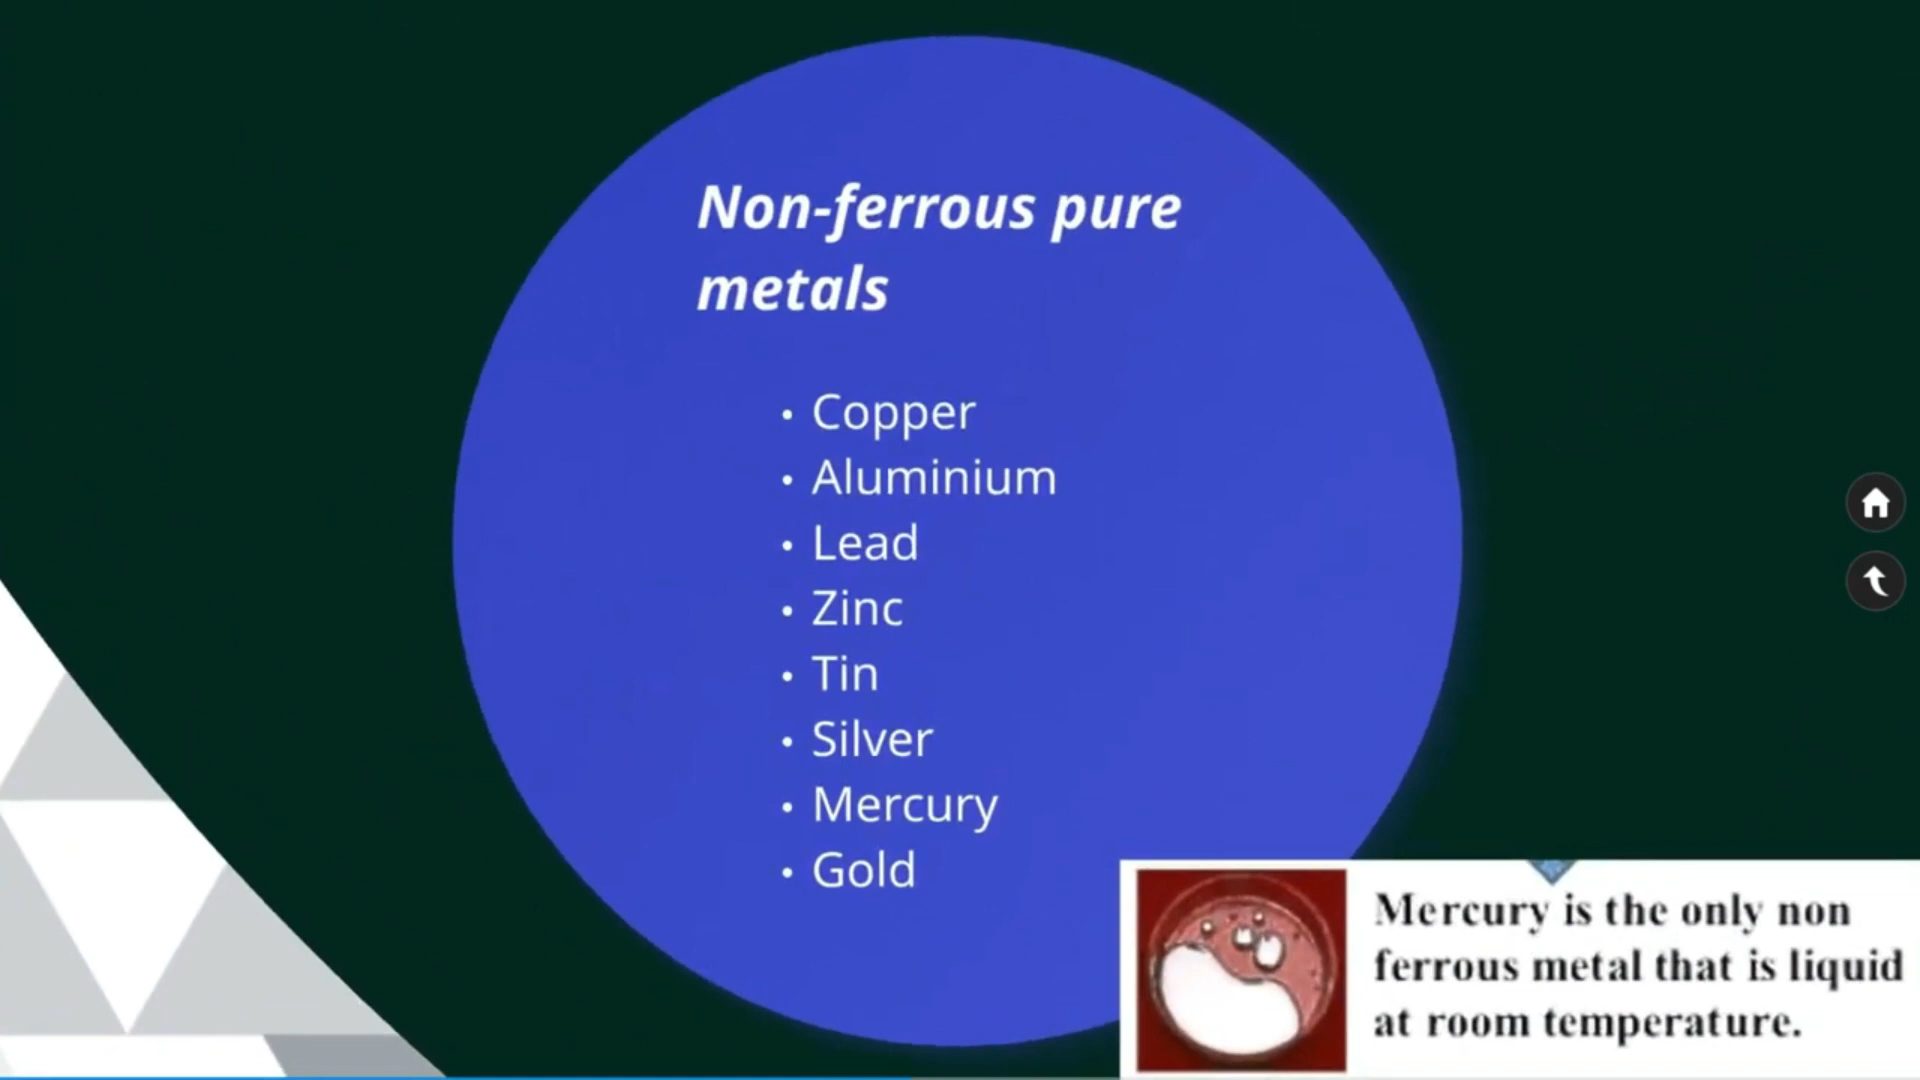 Non-ferrous pure
metals
• Copper
• Aluminium
• Lead
• Zinc
• Tin
• Silver
• Mercury
• Gold
Mercury is the only non
ferrous metal that is liquid
at room temperature.